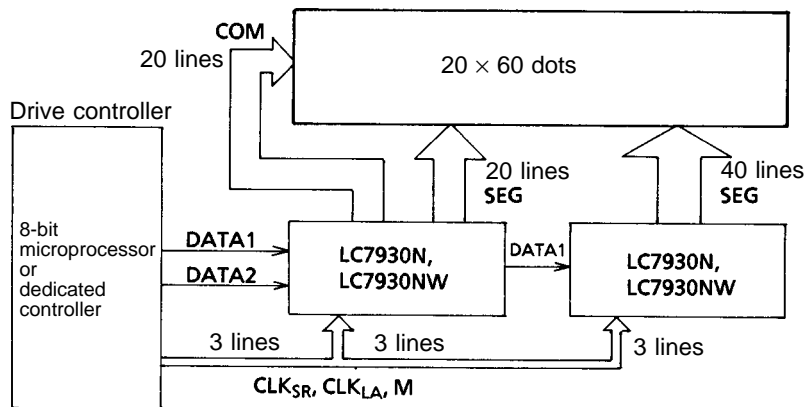 COM
20 lines
20 × 60 dots
Drive controller
20 lines
SEG
40 lines
SEG
8-bit
microprocessor
or
dedicated
controller
DATA1
DATA2
LC7930N,
LC7930NW
DATA1
LC7930N,
LC7930NW
3 lines
3 lines
3 lines
CLKSR, CLKLA, M